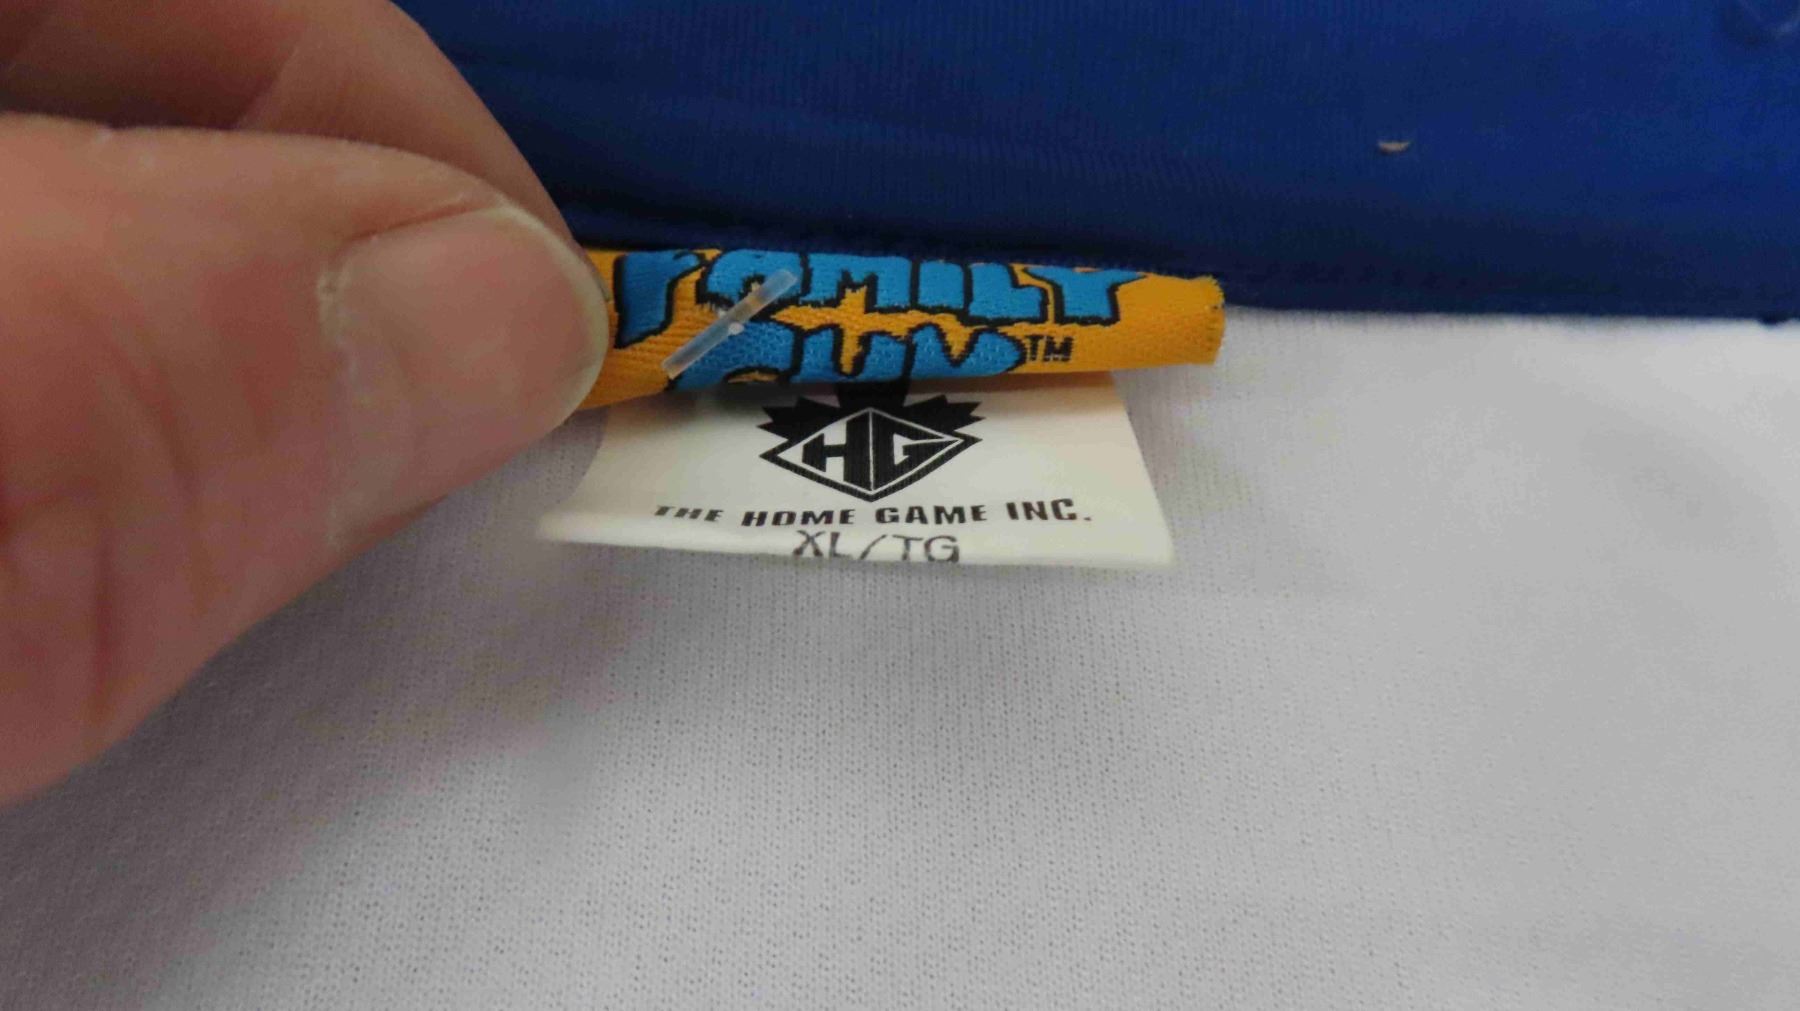 FAMILY
GUY™
HG
THE HOME GAME INC.
XL/TG